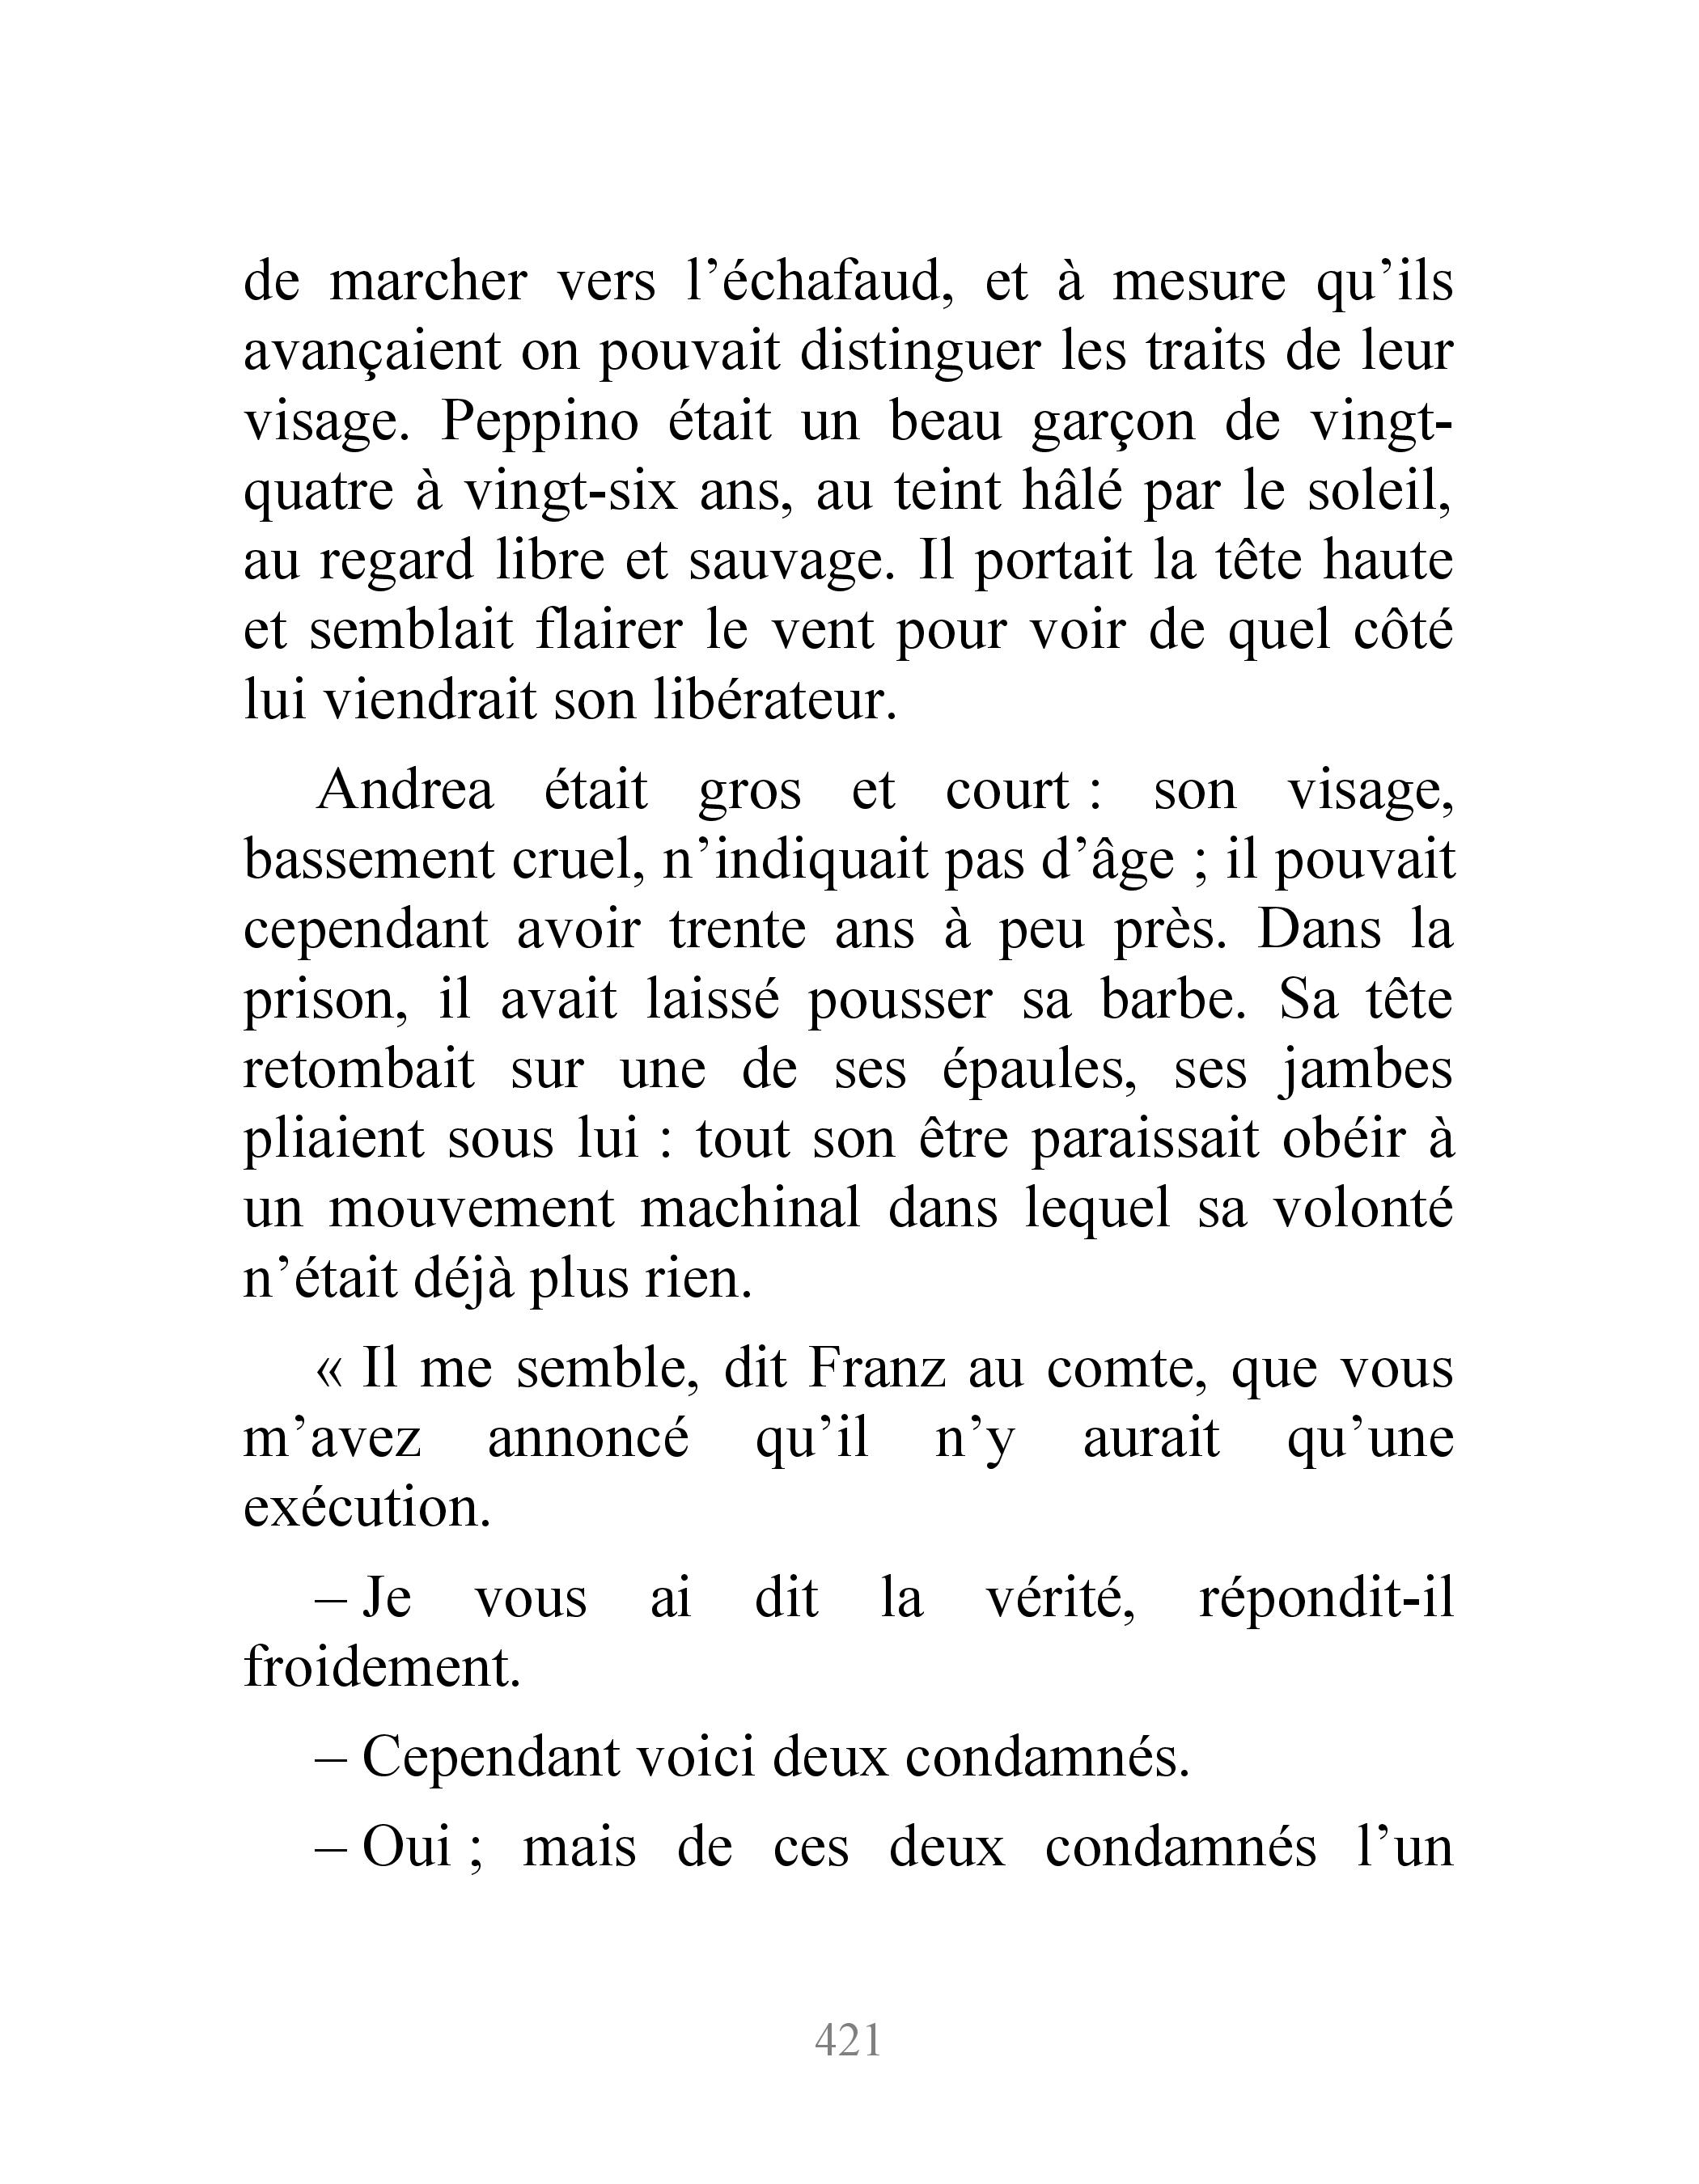 de marcher vers l’échafaud, et à mesure qu’ils
avançaient on pouvait distinguer les traits de leur
visage. Peppino était un beau garçon de vingt-
quatre à vingt-six ans, au teint hâlé par le soleil,
au regard libre et sauvage. Il portait la tête haute
et semblait flairer le vent pour voir de quel côté
lui viendrait son libérateur.
Andrea était gros et court : son visage,
bassement cruel, n’indiquait pas d’âge ; il pouvait
cependant avoir trente ans à peu près. Dans la
prison, il avait laissé pousser sa barbe. Sa tête
retombait sur une de ses épaules, ses jambes
pliaient sous lui : tout son être paraissait obéir à
un mouvement machinal dans lequel sa volonté
n’était déjà plus rien.
« Il me semble, dit Franz au comte, que vous
m’avez annoncé qu’il n’y aurait qu’une
exécution.
– Je vous ai dit la vérité, répondit-il
froidement.
– Cependant voici deux condamnés.
– Oui ; mais de ces deux condamnés l’un
421